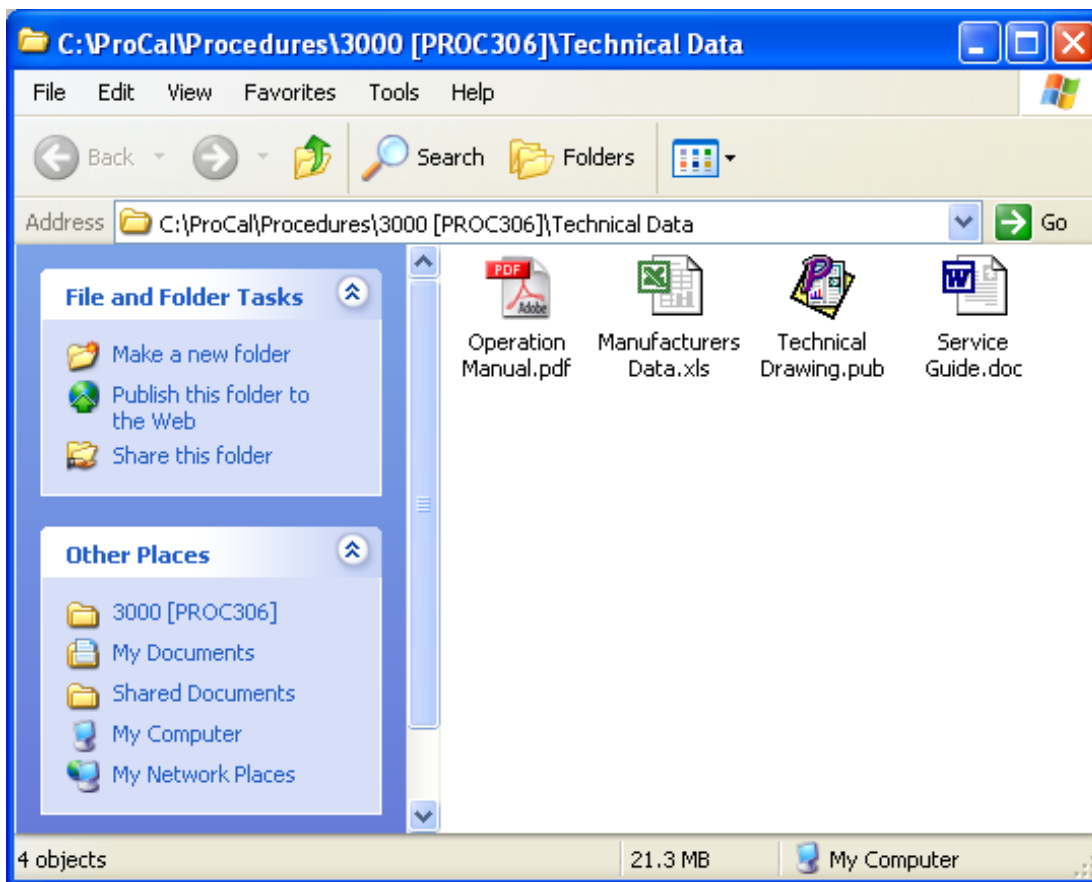 C:\ProCal\Procedures\3000 [PROC306]\Technical Data
File Edit View Favorites Tools Help
Back Search Folders
Address C:\ProCal\Procedures\3000 [PROC306]\Technical Data Go
File and Folder Tasks
Make a new folder
Publish this folder to
the Web
Share this folder
Other Places
3000 [PROC306]
My Documents
Shared Documents
My Computer
My Network Places
PDF
Adobe
Operation
Manual.pdf
Manufacturers
Data.xls
Technical
Drawing.pub
Service
Guide.doc
4 objects 21.3 MB My Computer